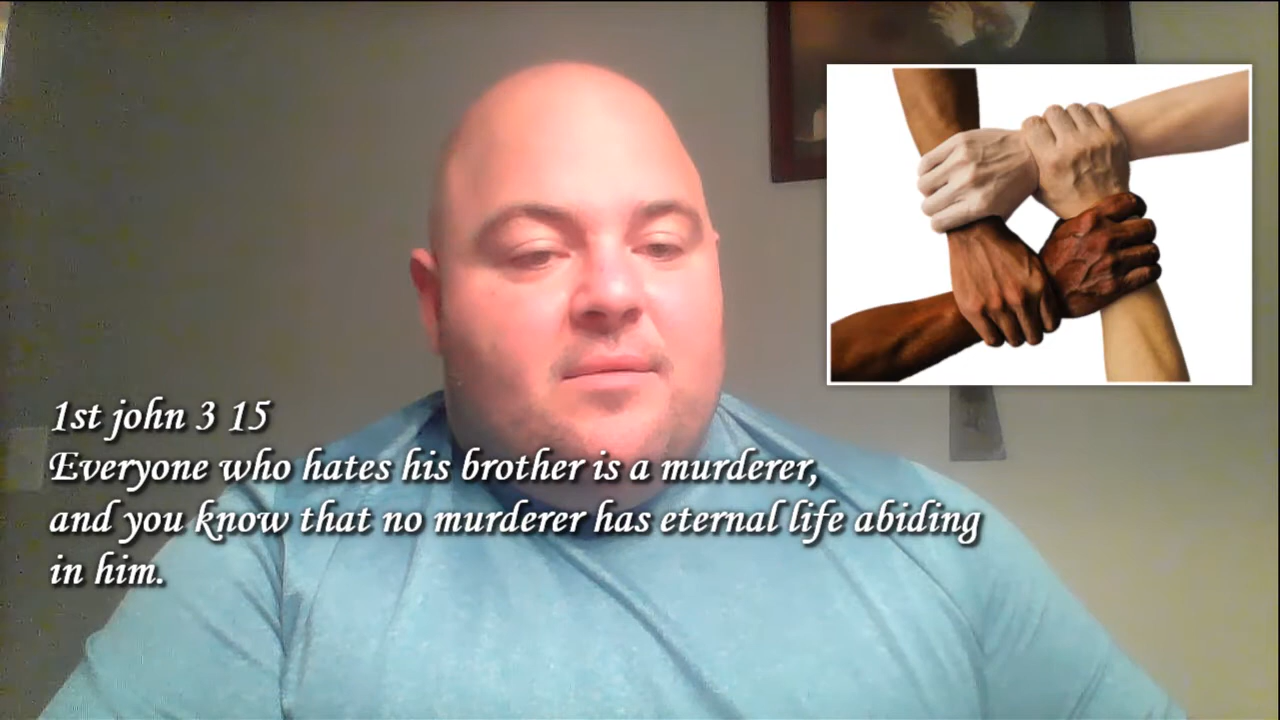 1st john 3 15
Everyone who hates his brother is a murderer,
and you know that no murderer has eternal life abiding
in him.